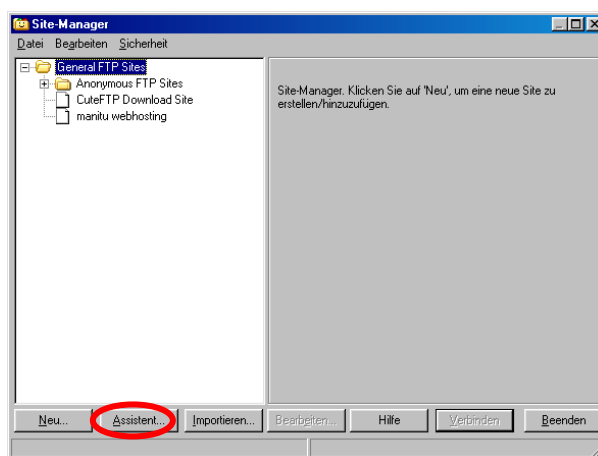 Site-Manager
Datei Bearbeiten Sicherheit
General FTP Sites
Anonymous FTP Sites
CuteFTP Download Site
manitu webhosting
Site-Manager. Klicken Sie auf 'Neu', um eine neue Site zu
erstellen/hinzuzufügen.
Neu... Assistent... Importieren... Bearbeiten... Hilfe Verbinden Beenden